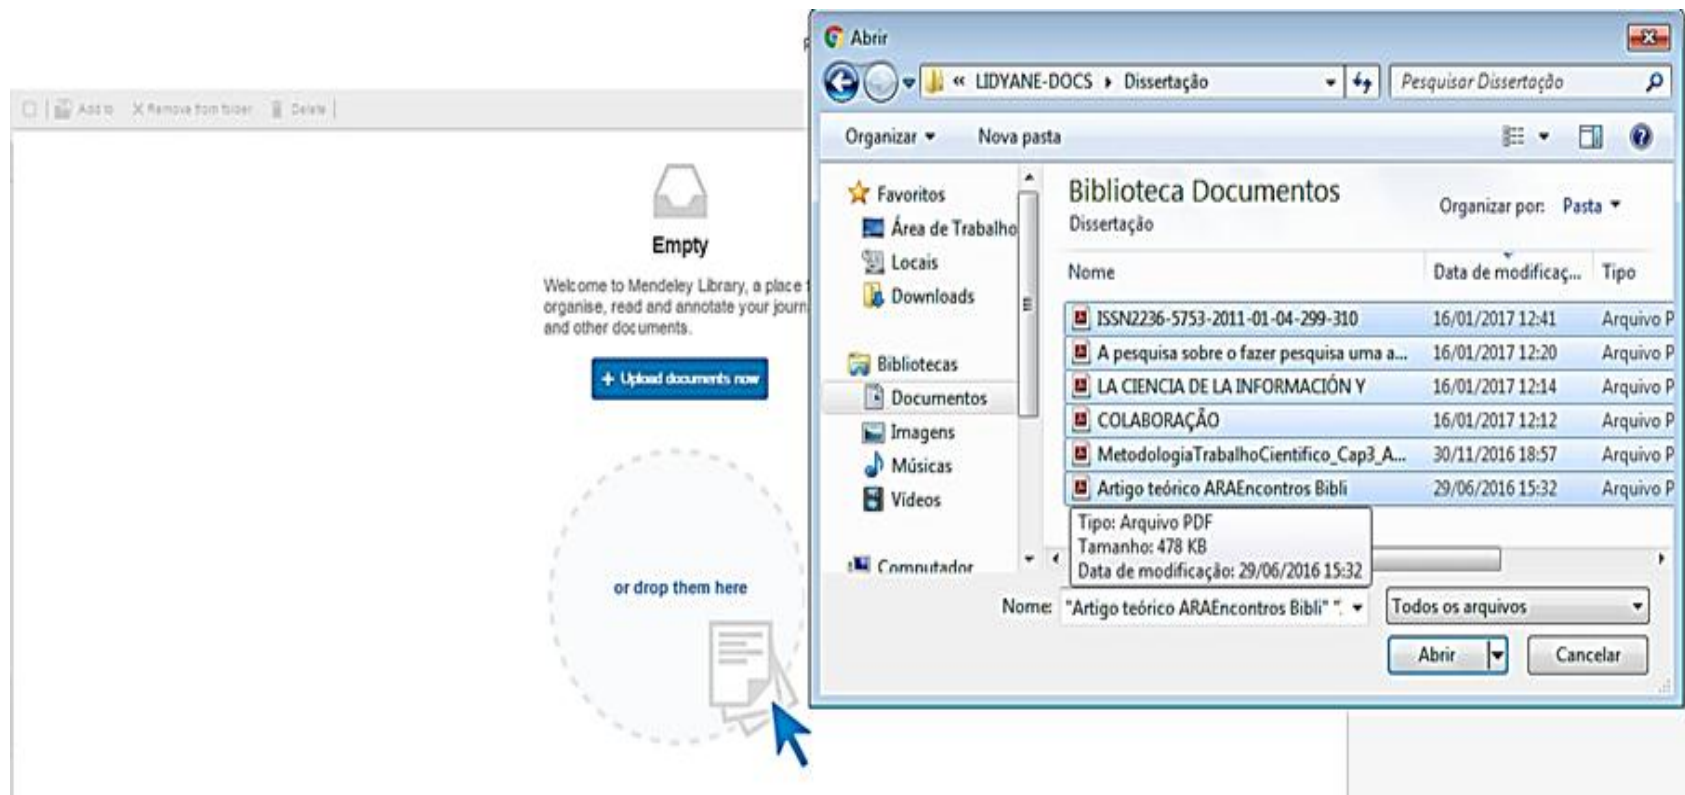 Add to Remove from folder Delete
Empty
Welcome to Mendeley Library, a place
organise, read and annotate your journ
and other documents.
+ Upload documents now
or drop them here
Abrir
« LIDYANE-DOCS Dissertação
Pesquisar Dissertação
Organizar Nova pasta
Favoritos
Área de Trabalho
Locais
Downloads
Bibliotecas
Documentos
Imagens
Músicas
Vídeos
Computador
Biblioteca Documentos
Dissertação
Organizar por: Pasta
Nome Data de modificaç... Tipo
ISSN2236-5753-2011-01-04-299-310 16/01/2017 12:41 Arquivo P
A pesquisa sobre o fazer pesquisa uma a... 16/01/2017 12:20 Arquivo P
LA CIENCIA DE LA INFORMACIÓN Y 16/01/2017 12:14 Arquivo P
COLABORAÇÃO 16/01/2017 12:12 Arquivo P
MetodologiaTrabalhoCientifico_Cap3_A... 30/11/2016 18:57 Arquivo P
Artigo teórico ARAEncontros Bibli 29/06/2016 15:32 Arquivo P
Tipo: Arquivo PDF
Tamanho: 478 KB
Data de modificação: 29/06/2016 15:32
Nome: "Artigo teórico ARAEncontros Bibli" "
Todos os arquivos
Abrir
Cancelar